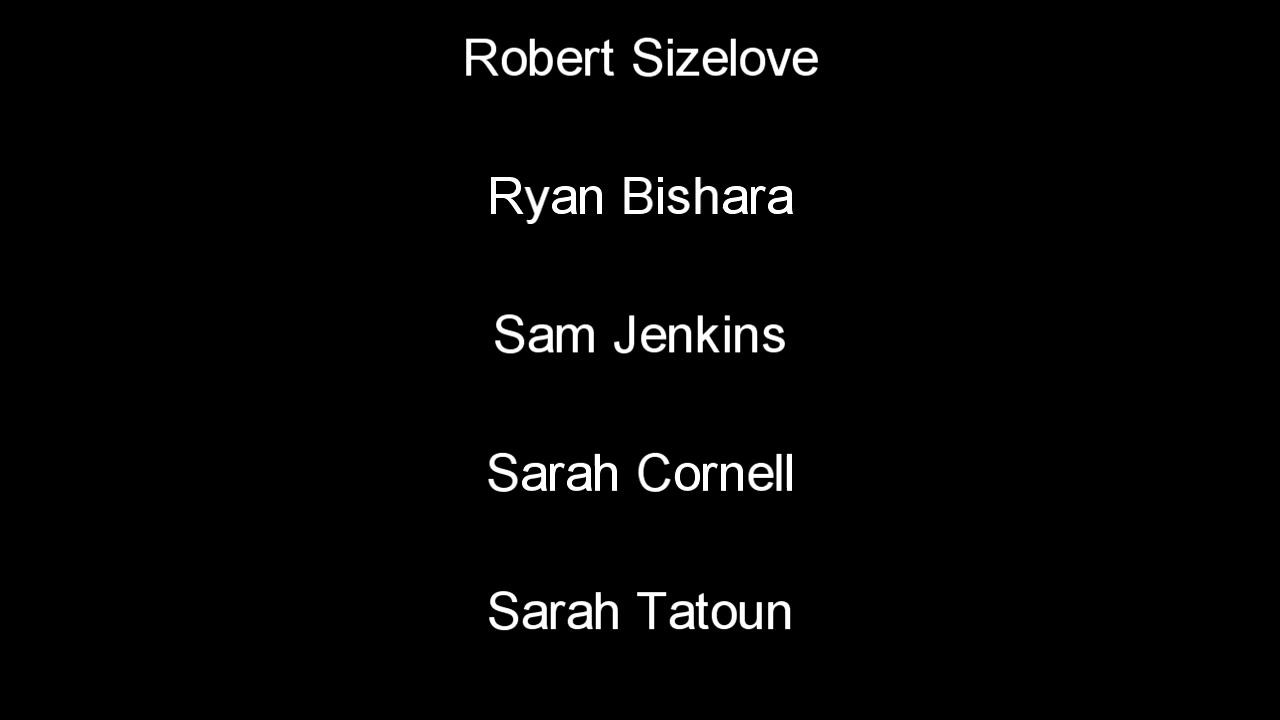 Robert Sizelove
Ryan Bishara
Sam Jenkins
Sarah Cornell
Sarah Tatoun